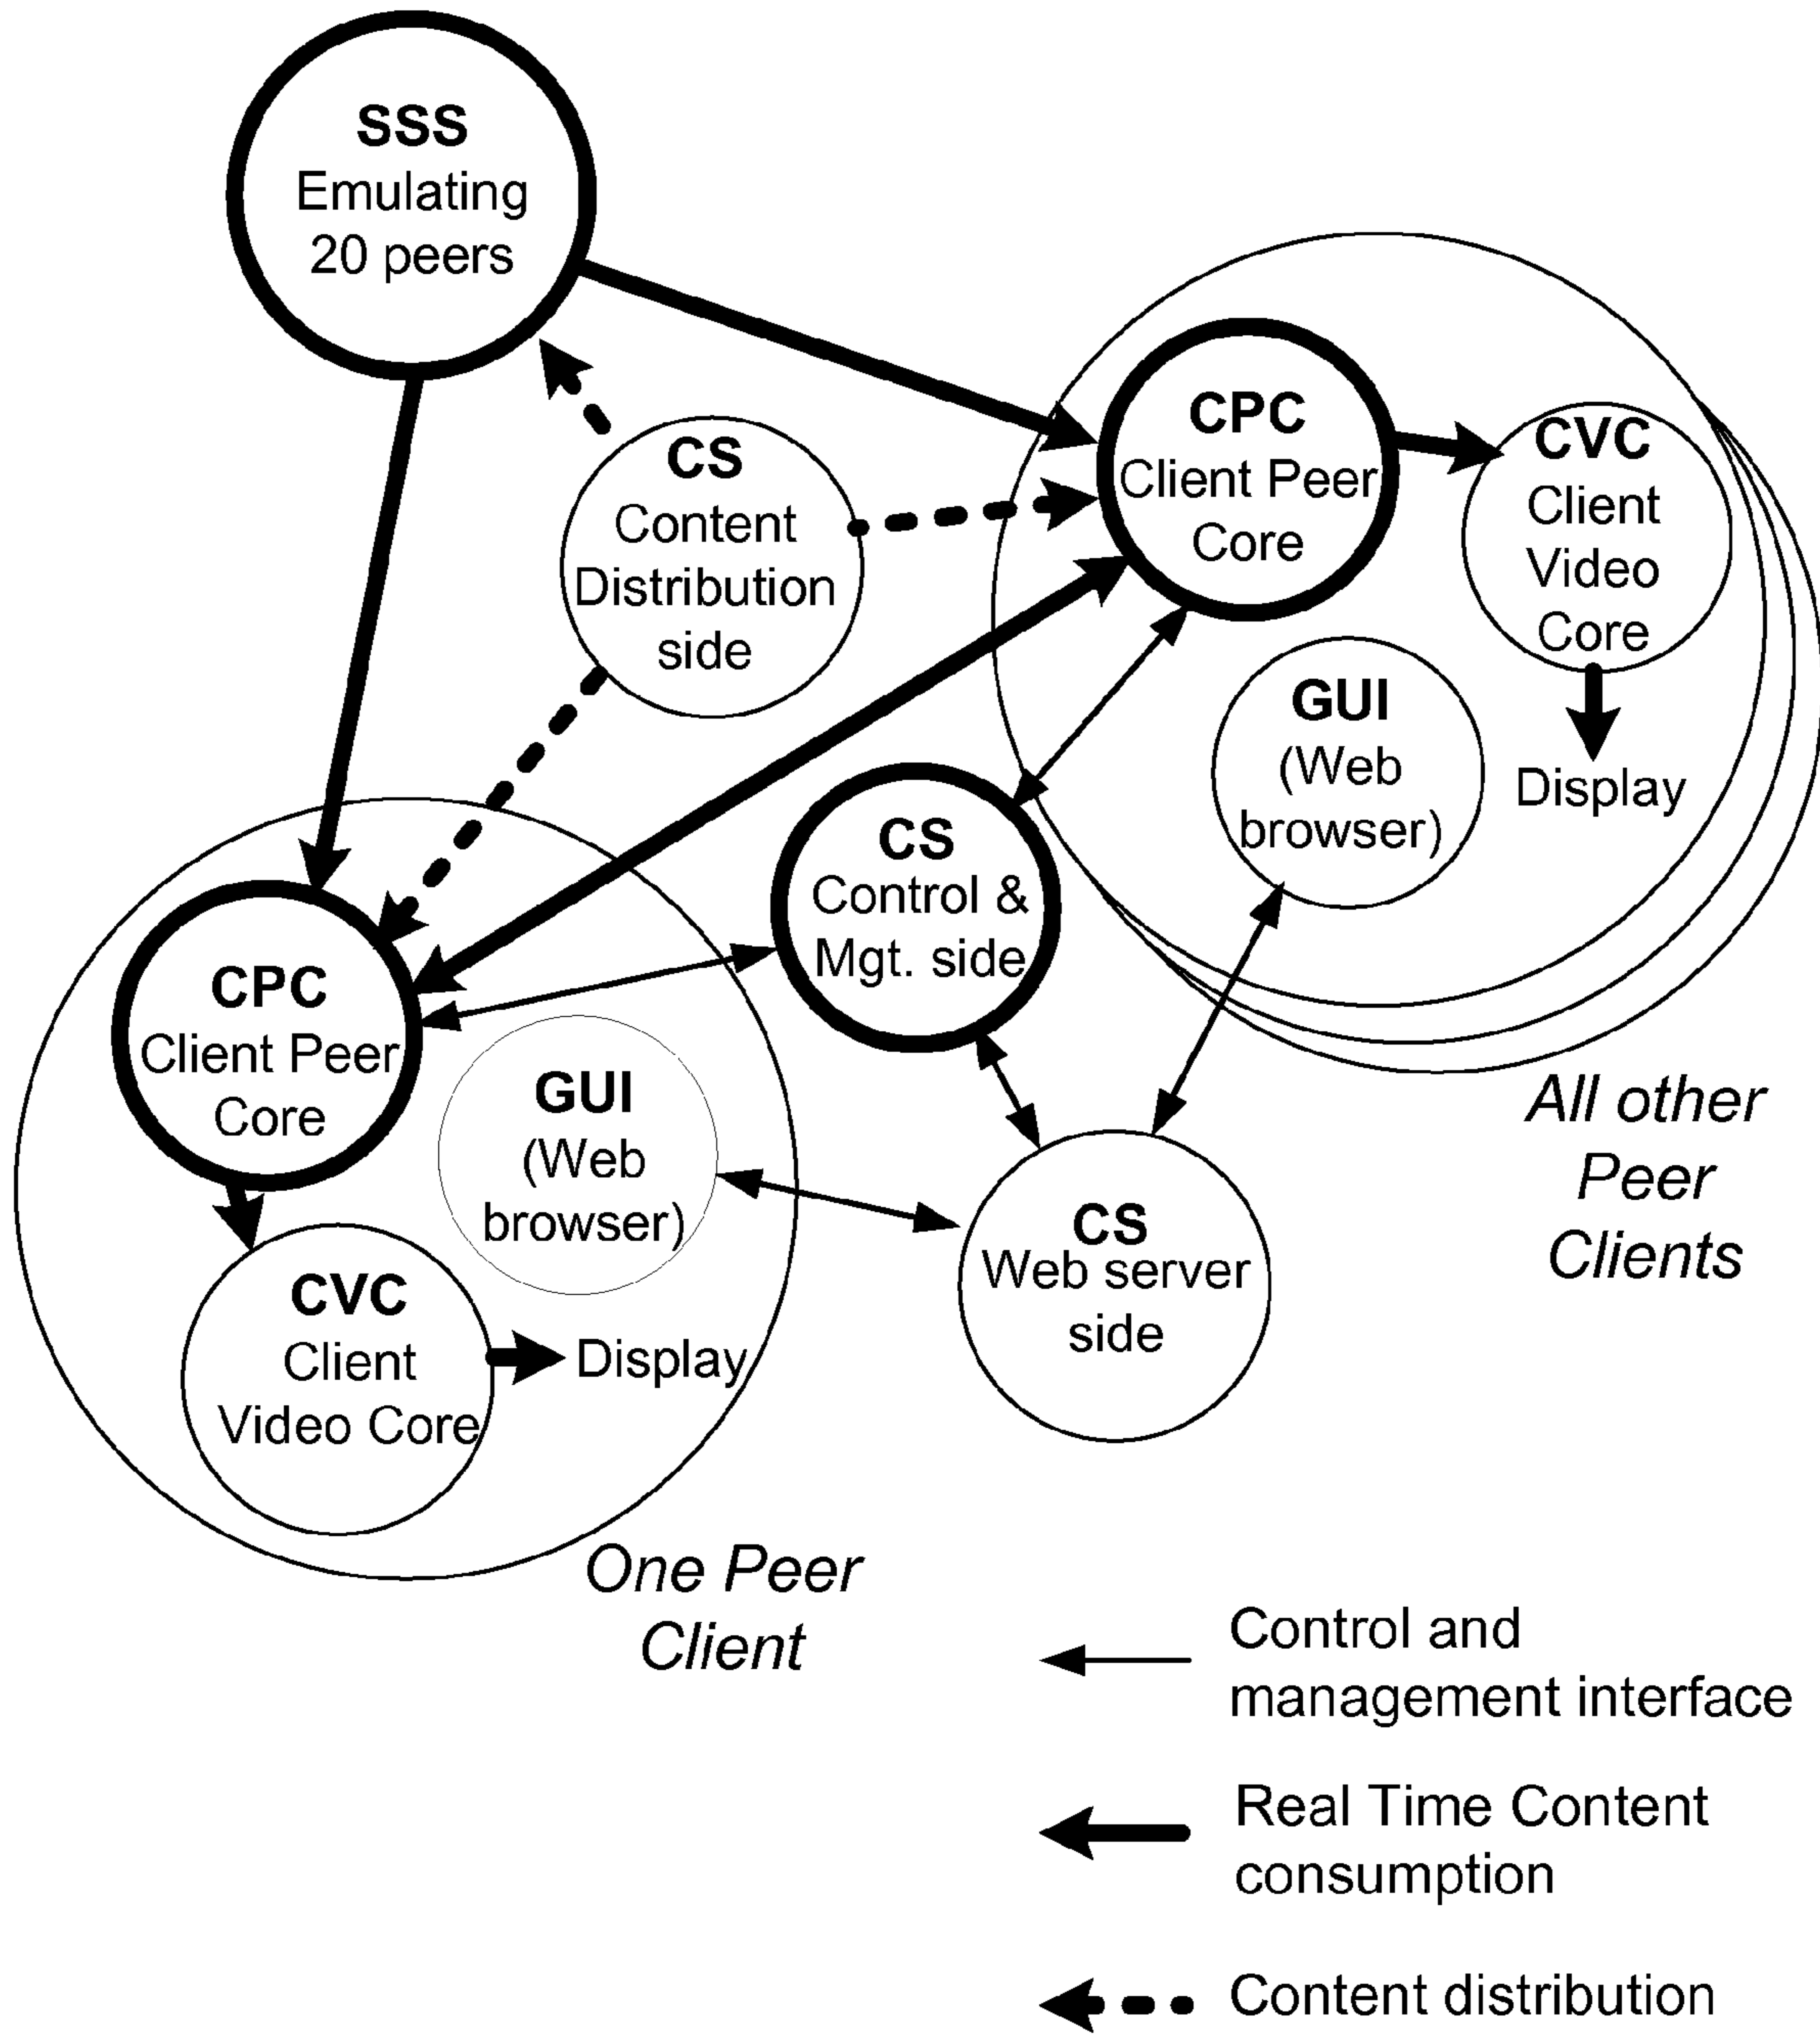 SSS
Emulating
20 peers
CS
Content
Distribution
side
CPC
Client Peer
Core
CVC
Client
Video
Core
GUI
(Web
browser)
Display
CS
Control &
Mgt. side
CPC
Client Peer
Core
GUI
(Web
browser)
CVC
Client
Video Core
Display
CS
Web server
side
All other
Peer
Clients
One Peer
Client
Control and
management interface
Real Time Content
consumption
Content distribution